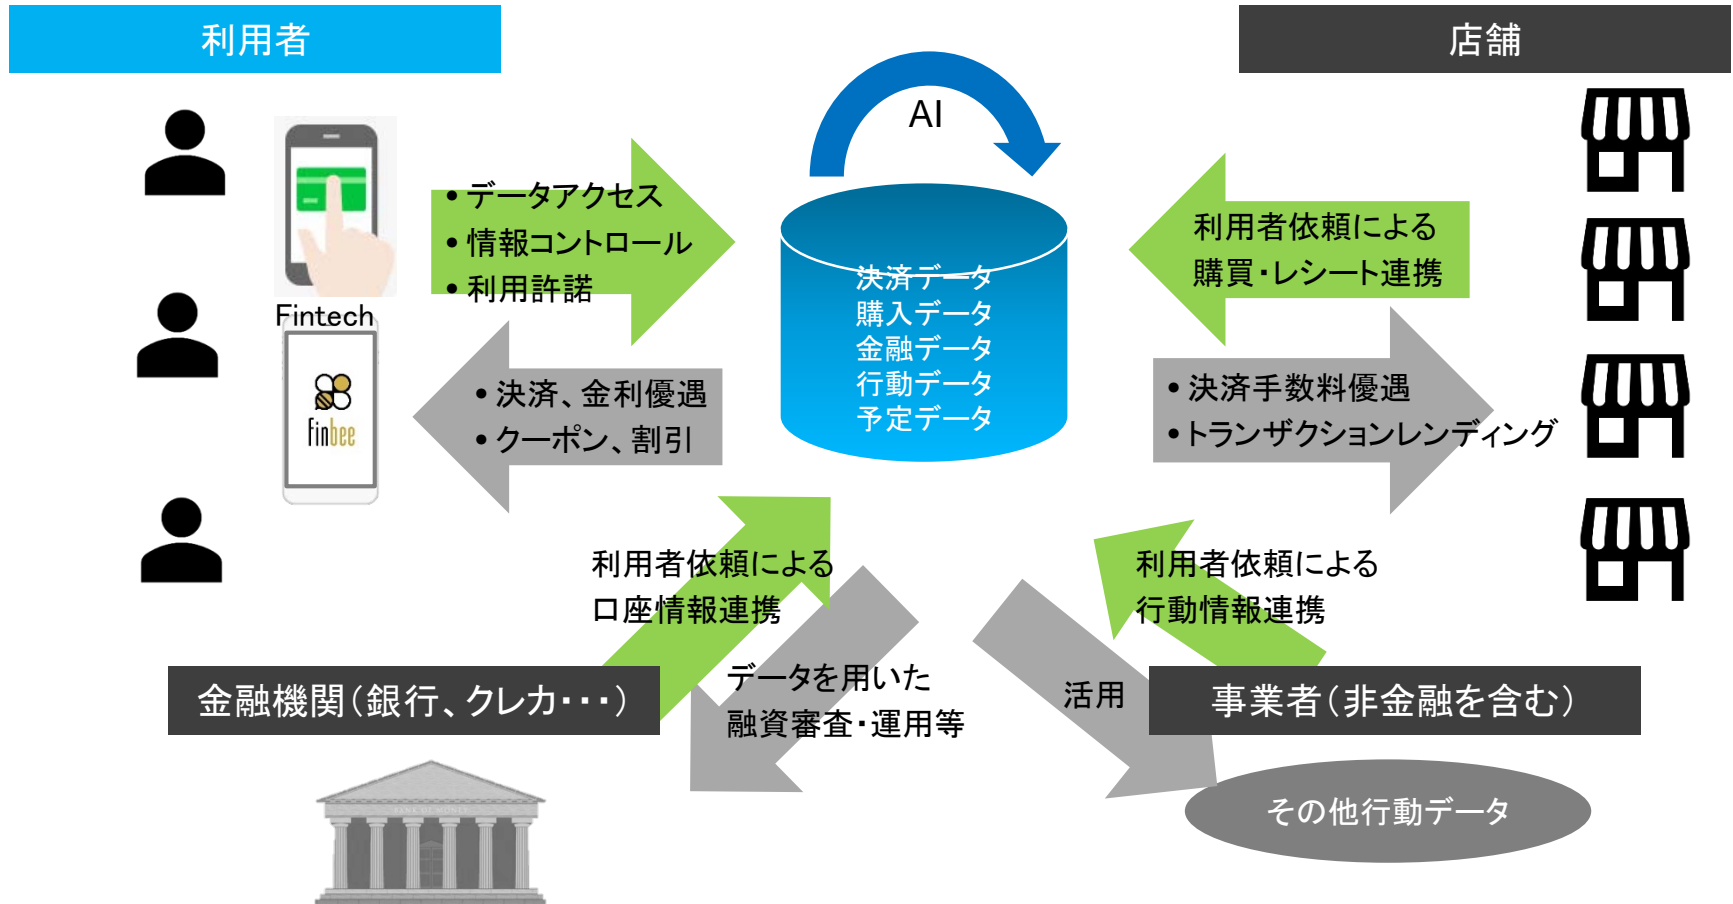 利用者
店舗
AI
• データアクセス
• 情報コントロール
• 利用許諾
Fintech
finbee
• 決済、金利優遇
• クーポン、割引
決済データ
購入データ
金融データ
行動データ
予定データ
利用者依頼による
購買・レシート連携
• 決済手数料優遇
• トランザクションレンディング
利用者依頼による
口座情報連携
利用者依頼による
行動情報連携
データを用いた
融資審査・運用等
活用
金融機関（銀行、クレカ・・・）
事業者（非金融を含む）
その他行動データ